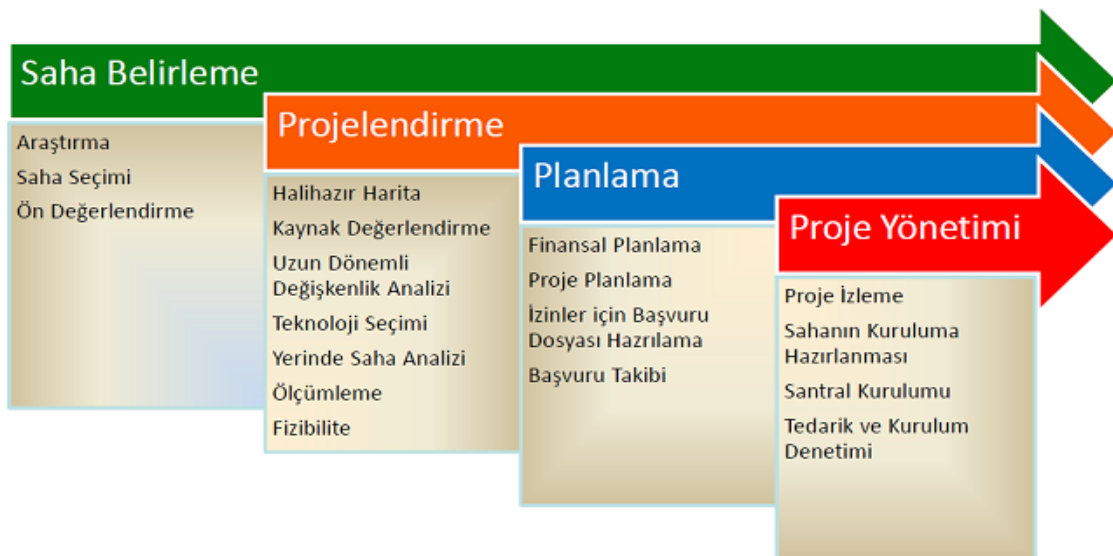 Saha Belirleme
Araştırma
Saha Seçimi
Ön Değerlendirme
Projelendirme
Halihazır Harita
Kaynak Değerlendirme
Uzun Dönemli
Değişkenlik Analizi
Teknoloji Seçimi
Yerinde Saha Analizi
Ölçümleme
Fizibilite
Planlama
Finansal Planlama
Proje Planlama
İzinler için Başvuru
Dosyası Hazrılama
Başvuru Takibi
Proje Yönetimi
Proje İzleme
Sahanın Kuruluma
Hazırlanması
Santral Kurulumu
Tedarik ve Kurulum
Denetimi